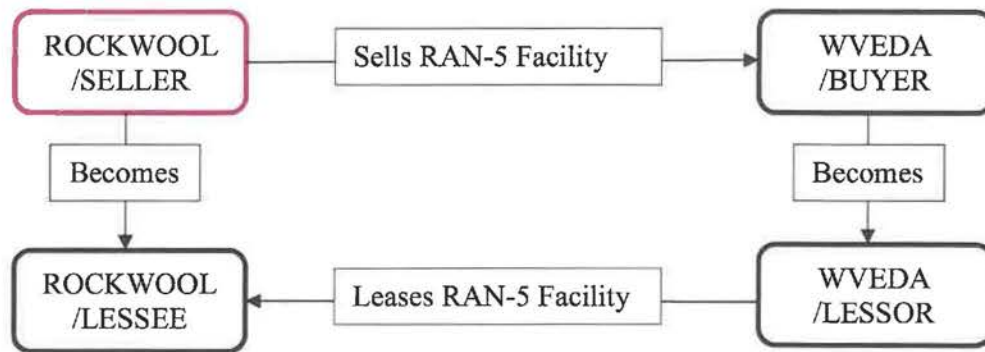 ROCKWOOL
/SELLER
Sells RAN-5 Facility
WVEDA
/BUYER
Becomes
Becomes
ROCKWOOL
/LESSEE
Leases RAN-5 Facility
WVEDA
/LESSOR